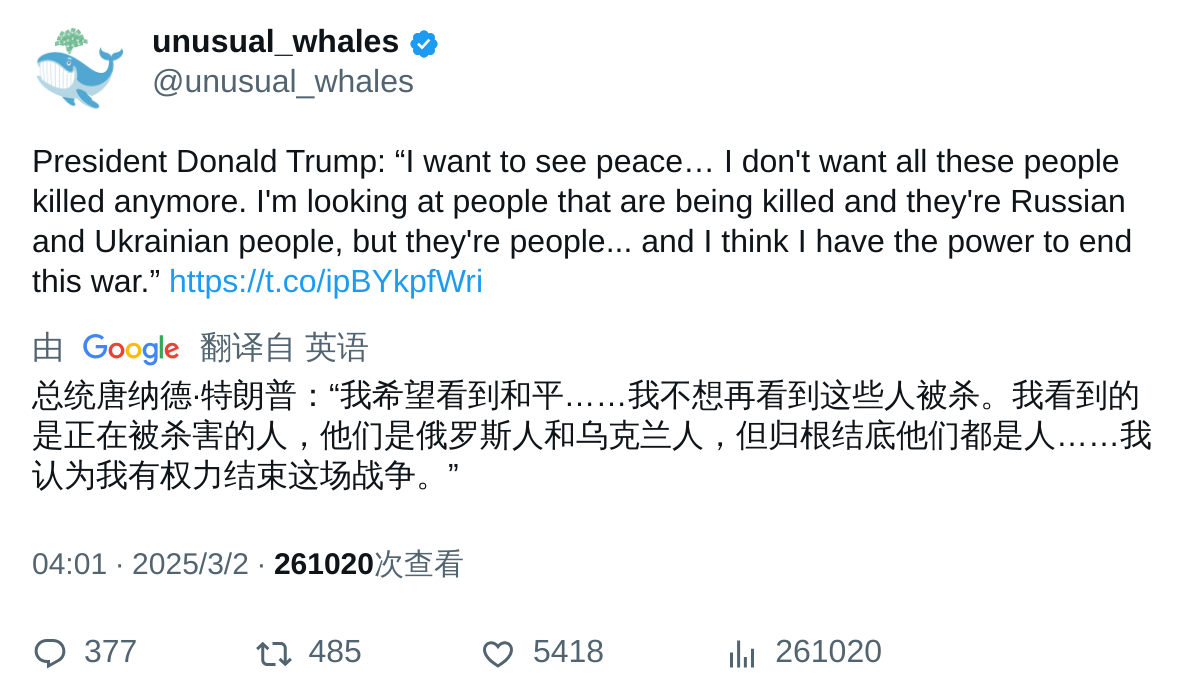 unusual_whales
@unusual_whales
President Donald Trump: “I want to see peace… I don't want all these people
killed anymore. I'm looking at people that are being killed and they're Russian
and Ukrainian people, but they're people... and I think I have the power to end
this war.” https://t.co/ipBYkpfWri
由 Google 翻译自 英语
总统唐纳德·特朗普：“我希望看到和平……我不想再看到这些人被杀。我看到的
是正在被杀害的人，他们是俄罗斯人和乌克兰人，但归根结底他们都是人……我
认为我有权力结束这场战争。”
04:01 · 2025/3/2 · 261020次查看
377 485 5418 261020